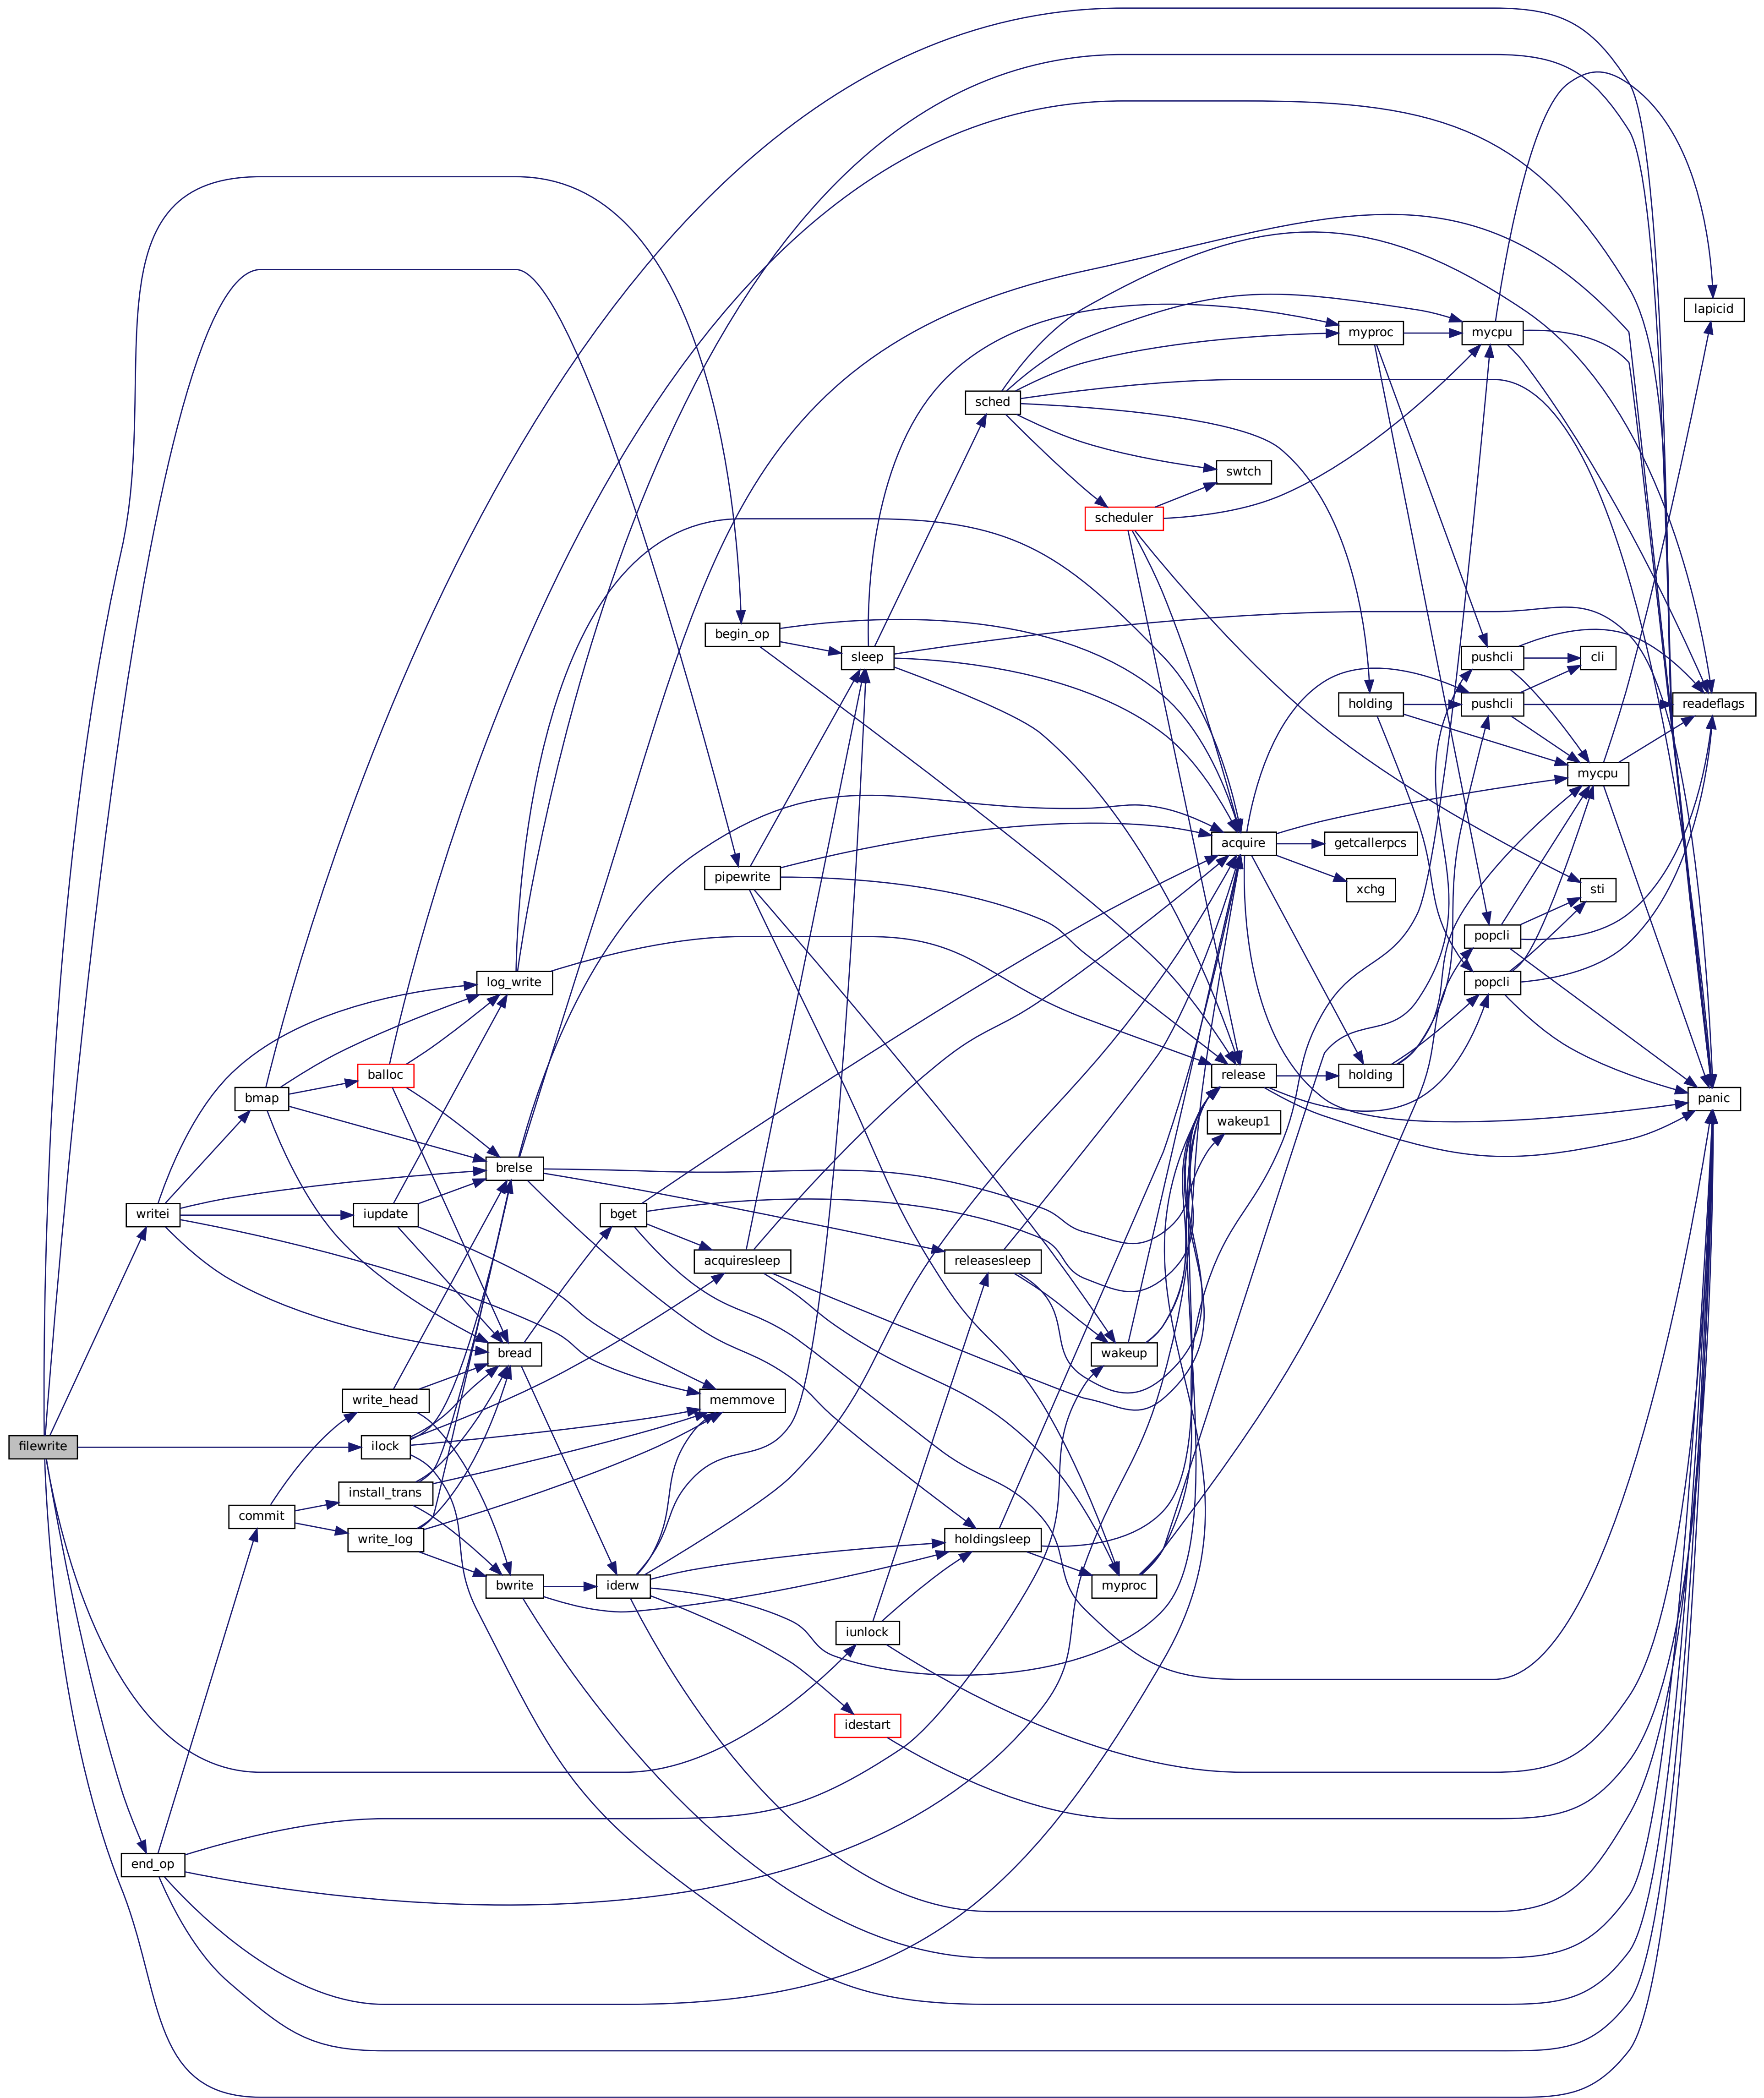 lapicid
myproc
mycpu
sched
swtch
scheduler
begin_op
sleep
pushcli
cli
holding
pushcli
readeflags
mycpu
acquire
getcallerpcs
pipewrite
xchg
sti
popcli
log_write
popcli
balloc
release
holding
bmap
panic
wakeup1
brelse
writei
iupdate
bget
acquiresleep
releasesleep
bread
wakeup
write_head
memmove
filewrite
ilock
install_trans
commit
write_log
holdingsleep
bwrite
iderw
myproc
iunlock
idestart
end_op